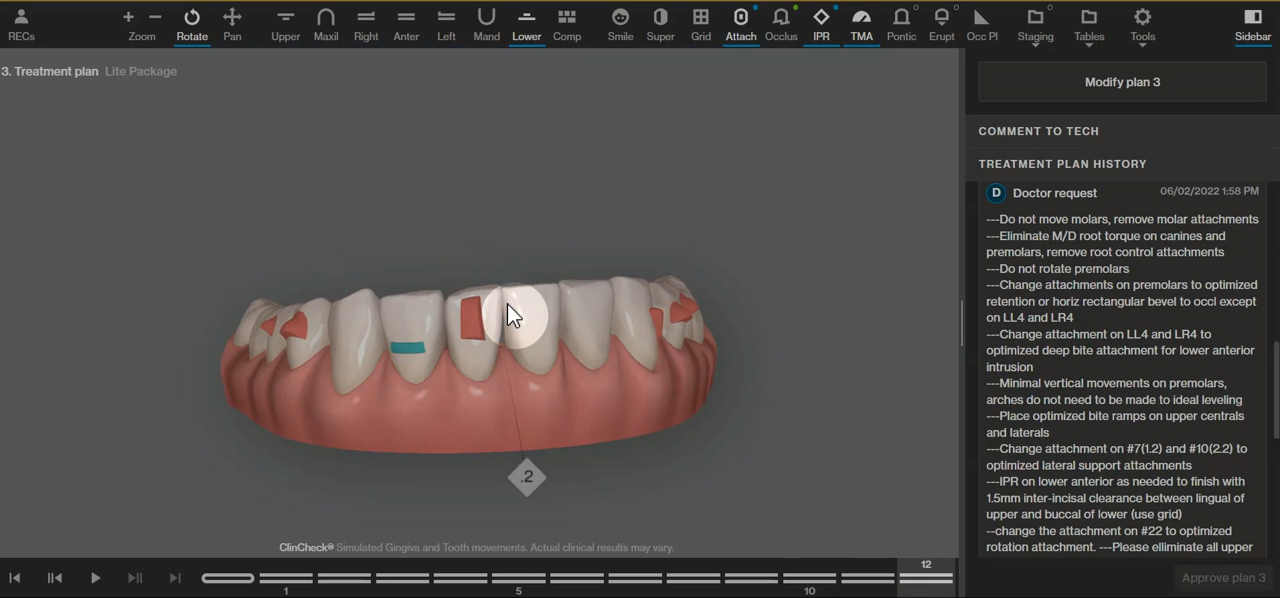 RECs
Zoom
Rotate
Pan
Upper
Maxil
Right
Anter
Left
Mand
Lower
Comp
Smile
Super
Grid
Attach
Occlus
IPR
TMA
Pontic
Erupt
Occ Pl
Staging
Tables
Tools
Sidebar
3. Treatment plan Lite Package
.2
ClinCheck® Simulated Gingiva and Tooth movements. Actual clinical results may vary.
12
1
5
10
Modify plan 3
COMMENT TO TECH
TREATMENT PLAN HISTORY
D Doctor request 06/02/2022 1:58 PM
---Do not move molars, remove molar attachments
---Eliminate M/D root torque on canines and
premolars, remove root control attachments
---Do not rotate premolars
---Change attachments on premolars to optimized
retention or horiz rectangular bevel to occl except
on LL4 and LR4
---Change attachment on LL4 and LR4 to
optimized deep bite attachment for lower anterior
intrusion
---Minimal vertical movements on premolars,
arches do not need to be made to ideal leveling
---Place optimized bite ramps on upper centrals
and laterals
---Change attachment on #7(1.2) and #10(2.2) to
optimized lateral support attachments
---IPR on lower anterior as needed to finish with
1.5mm inter-incisal clearance between lingual of
upper and buccal of lower (use grid)
--change the attachment on #22 to optimized
rotation attachment. ---Please elliminate all upper
Approve plan 3